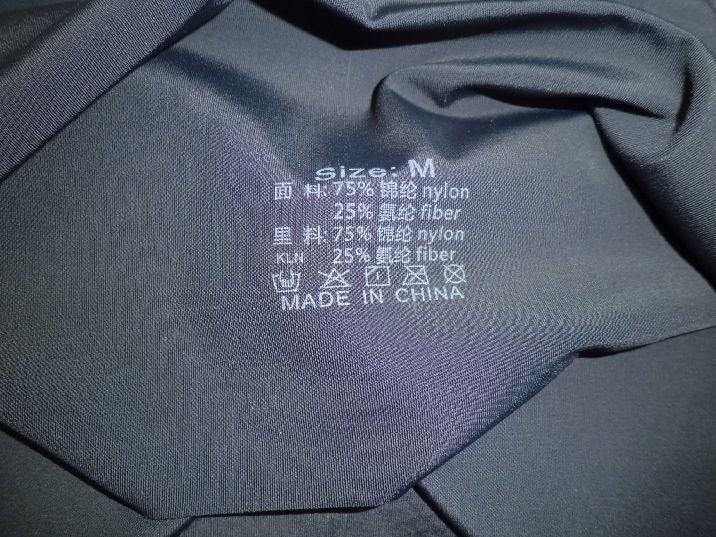 Size: M
面 料: 75% 锦纶 nylon
25% 氨纶 fiber
里 料: 75% 锦纶 nylon
KLN 25% 氨纶 fiber
MADE IN CHINA